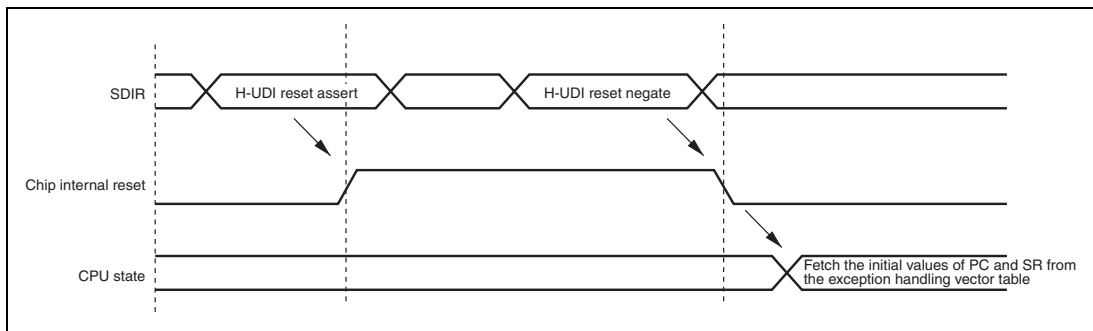 SDIR
H-UDI reset assert
H-UDI reset negate
Chip internal reset
CPU state
Fetch the initial values of PC and SR from
the exception handling vector table